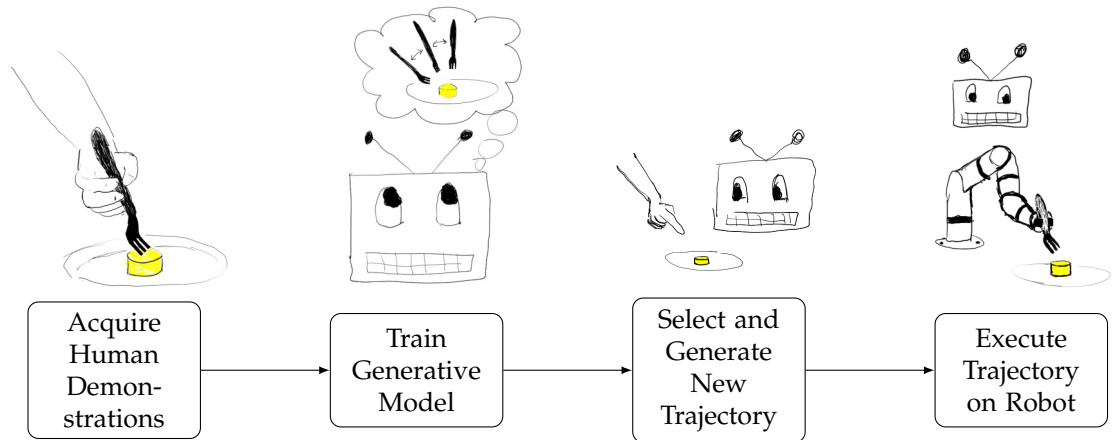 Acquire
Human
Demon-
strations
Train
Generative
Model
Select and
Generate
New
Trajectory
Execute
Trajectory
on Robot